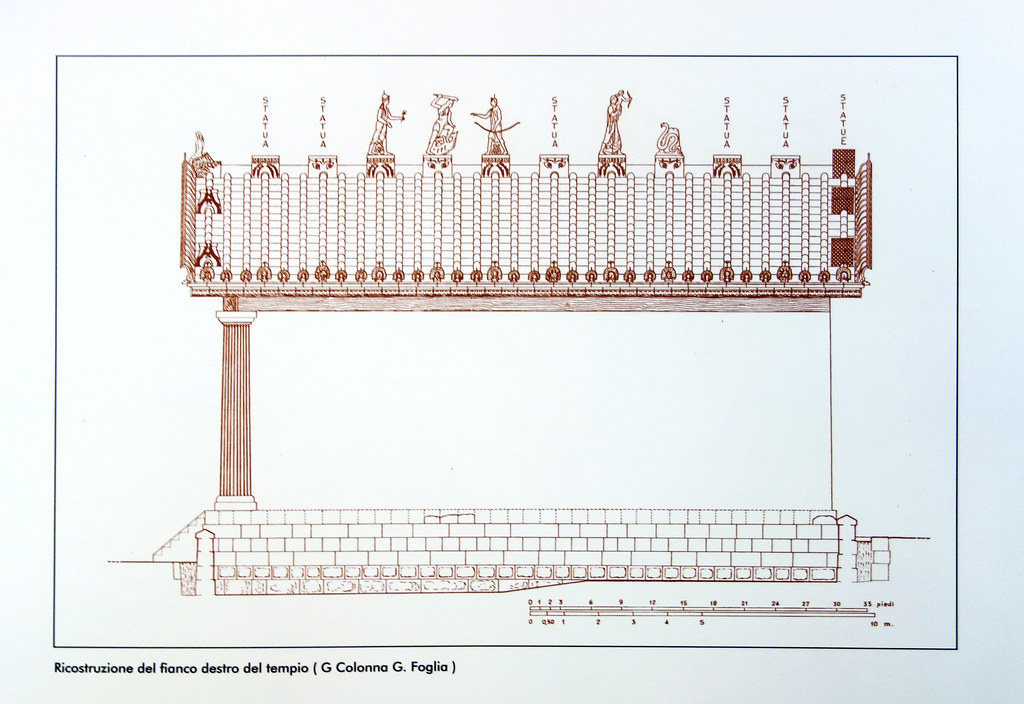 STATUA
STATUA
STATUA
STATUA
STATUA
STATUE
0 1 2 3 6 9 12 15 18 21 24 27 30 33 piedi
0 0,50 1 2 3 4 5 10 m.
Ricostruzione del fianco destro del tempio ( G Colonna G. Foglia )